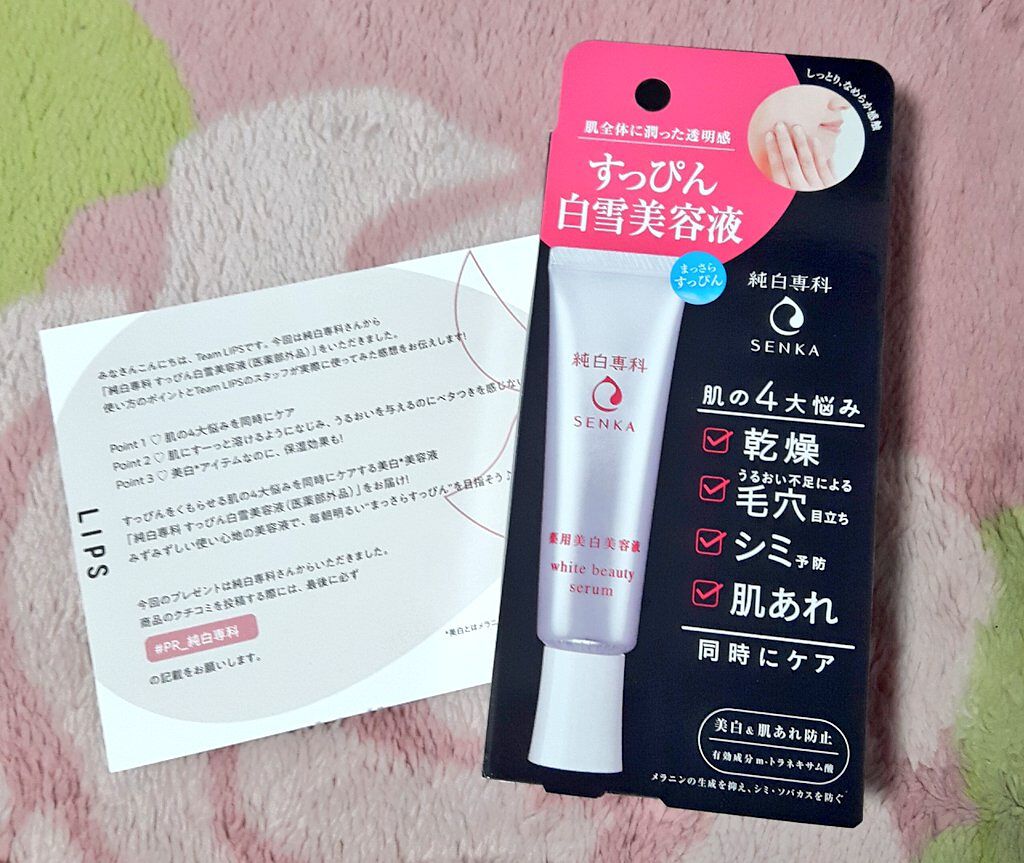 みなさんこんにちは、Team LIPSです。今回は純白専科さんから
「純白専科 すっぴん白雪美容液(医薬部外品)」をいただきました。
使い方のポイントとTeam LIPSのスタッフが実際に使ってみた感想をお伝えします!
Point 1 ♡ 肌の4大悩みを同時にケア
Point 2 ♡ 肌にすーっと溶けるようになじみ、うるおいを与えるのにベタつきを感じない
Point 3 ♡ 美白*アイテムなのに、保湿効果も!
すっぴんをくもらせる肌の4大悩みを同時にケアする美白*美容液
「純白専科 すっぴん白雪美容液(医薬部外品)」をお届け!
みずみずしい使い心地の美容液で、毎朝明るい"まっさらすっぴん"を目指そう♪
今回のプレゼントは純白専科さんからいただきました。
商品のクチコミを投稿する際には、最後に必ず
#PR_純白専科
の記載をお願いします。
*美白とはメラニン
LIPS
しっとり、なめらか感触
肌全体に潤った透明感
すっぴん
白雪美容液
まっさら
すっぴん
純白専科
SENKA
純白専科
SENKA
薬用美白美容液
white beauty
serum
肌の4大悩み
乾燥
うるおい不足による
毛穴目立ち
シミ予防
肌あれ
同時にケア
美白&肌あれ防止
有効成分m-トラネキサム酸
メラニンの生成を抑え、シミ・ソバカスを防ぐ